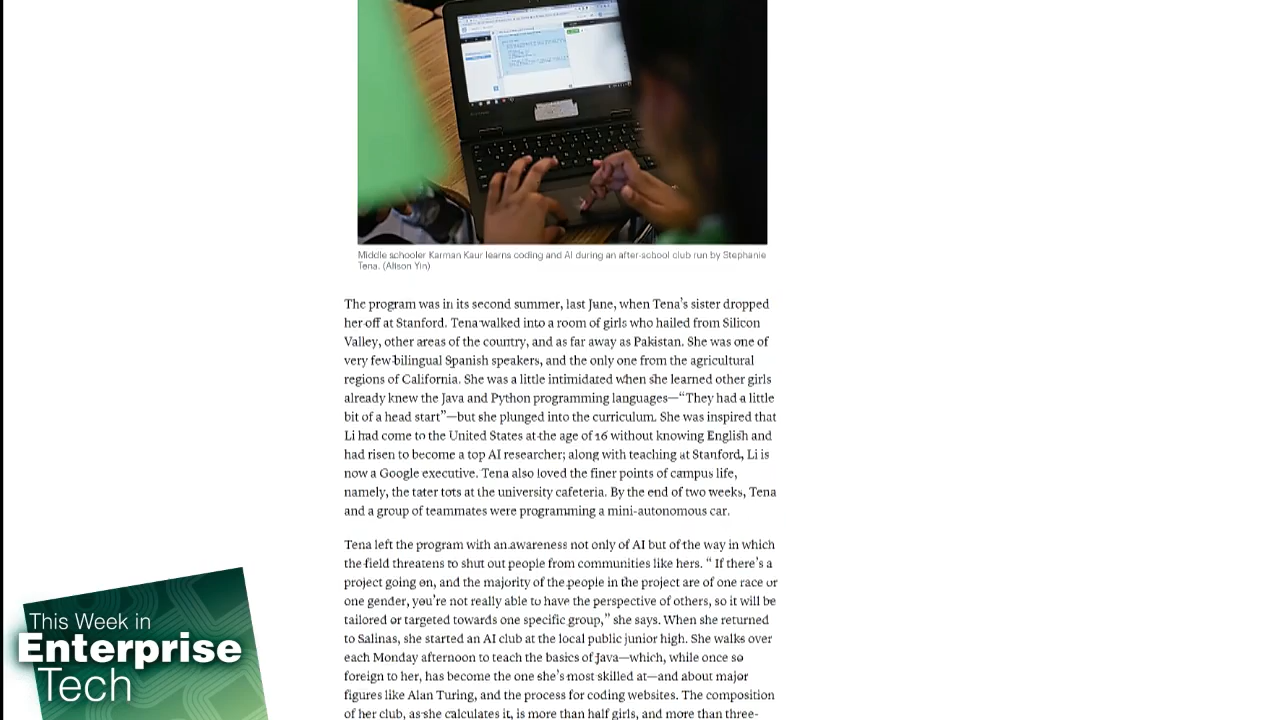 Middle schooler Karman Kaur learns coding and AI during an after-school club run by Stephanie
Tena. (Alison Yin)
The program was in its second summer, last June, when Tena's sister dropped
her off at Stanford. Tena walked into a room of girls who hailed from Silicon
Valley, other areas of the country, and as far away as Pakistan. She was one of
very few bilingual Spanish speakers, and the only one from the agricultural
regions of California. She was a little intimidated when she learned other girls
already knew the Java and Python programming languages—“They had a little
bit of a head start”—but she plunged into the curriculum. She was inspired that
Li had come to the United States at the age of 16 without knowing English and
had risen to become a top AI researcher; along with teaching at Stanford, Li is
now a Google executive. Tena also loved the finer points of campus life,
namely, the tater tots at the university cafeteria. By the end of two weeks, Tena
and a group of teammates were programming a mini-autonomous car.
Tena left the program with an awareness not only of AI but of the way in which
the field threatens to shut out people from communities like hers. “ If there's a
project going on, and the majority of the people in the project are of one race or
one gender, you're not really able to have the perspective of others, so it will be
tailored or targeted towards one specific group,” she says. When she returned
to Salinas, she started an AI club at the local public junior high. She walks over
each Monday afternoon to teach the basics of Java—which, while once so
foreign to her, has become the one she's most skilled at—and about major
figures like Alan Turing, and the process for coding websites. The composition
of her club, as she calculates it, is more than half girls, and more than three-
This Week in
Enterprise
Tech